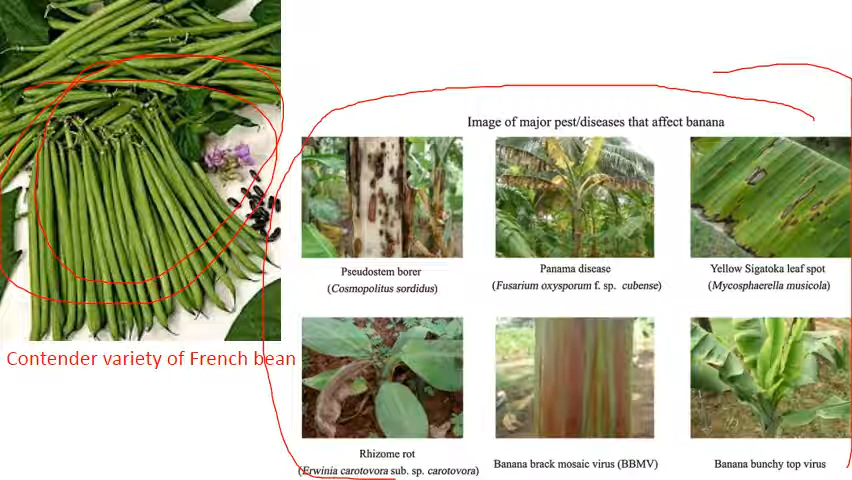 Image of major pest/diseases that affect banana
Pseudostem borer
(Cosmopolitus sordidus)
Panama disease
(Fusarium oxysporum f. sp. cubense)
Yellow Sigatoka leaf spot
(Mycosphaerella musicola)
Contender variety of French bean
Rhizome rot
(Erwinia carotovora sub. sp. carotovora)
Banana brack mosaic virus (BBMV)
Banana bunchy top virus